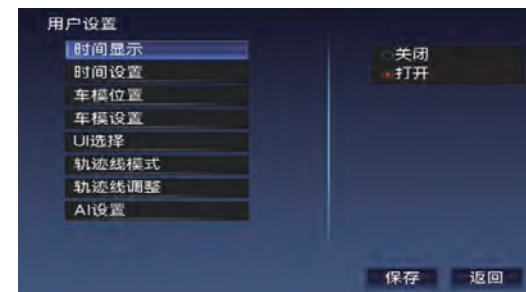 用户设置
时间显示
时间设置
车模位置
车模设置
UI选择
轨迹线模式
轨迹线调整
AI设置
关闭
打开
保存 返回